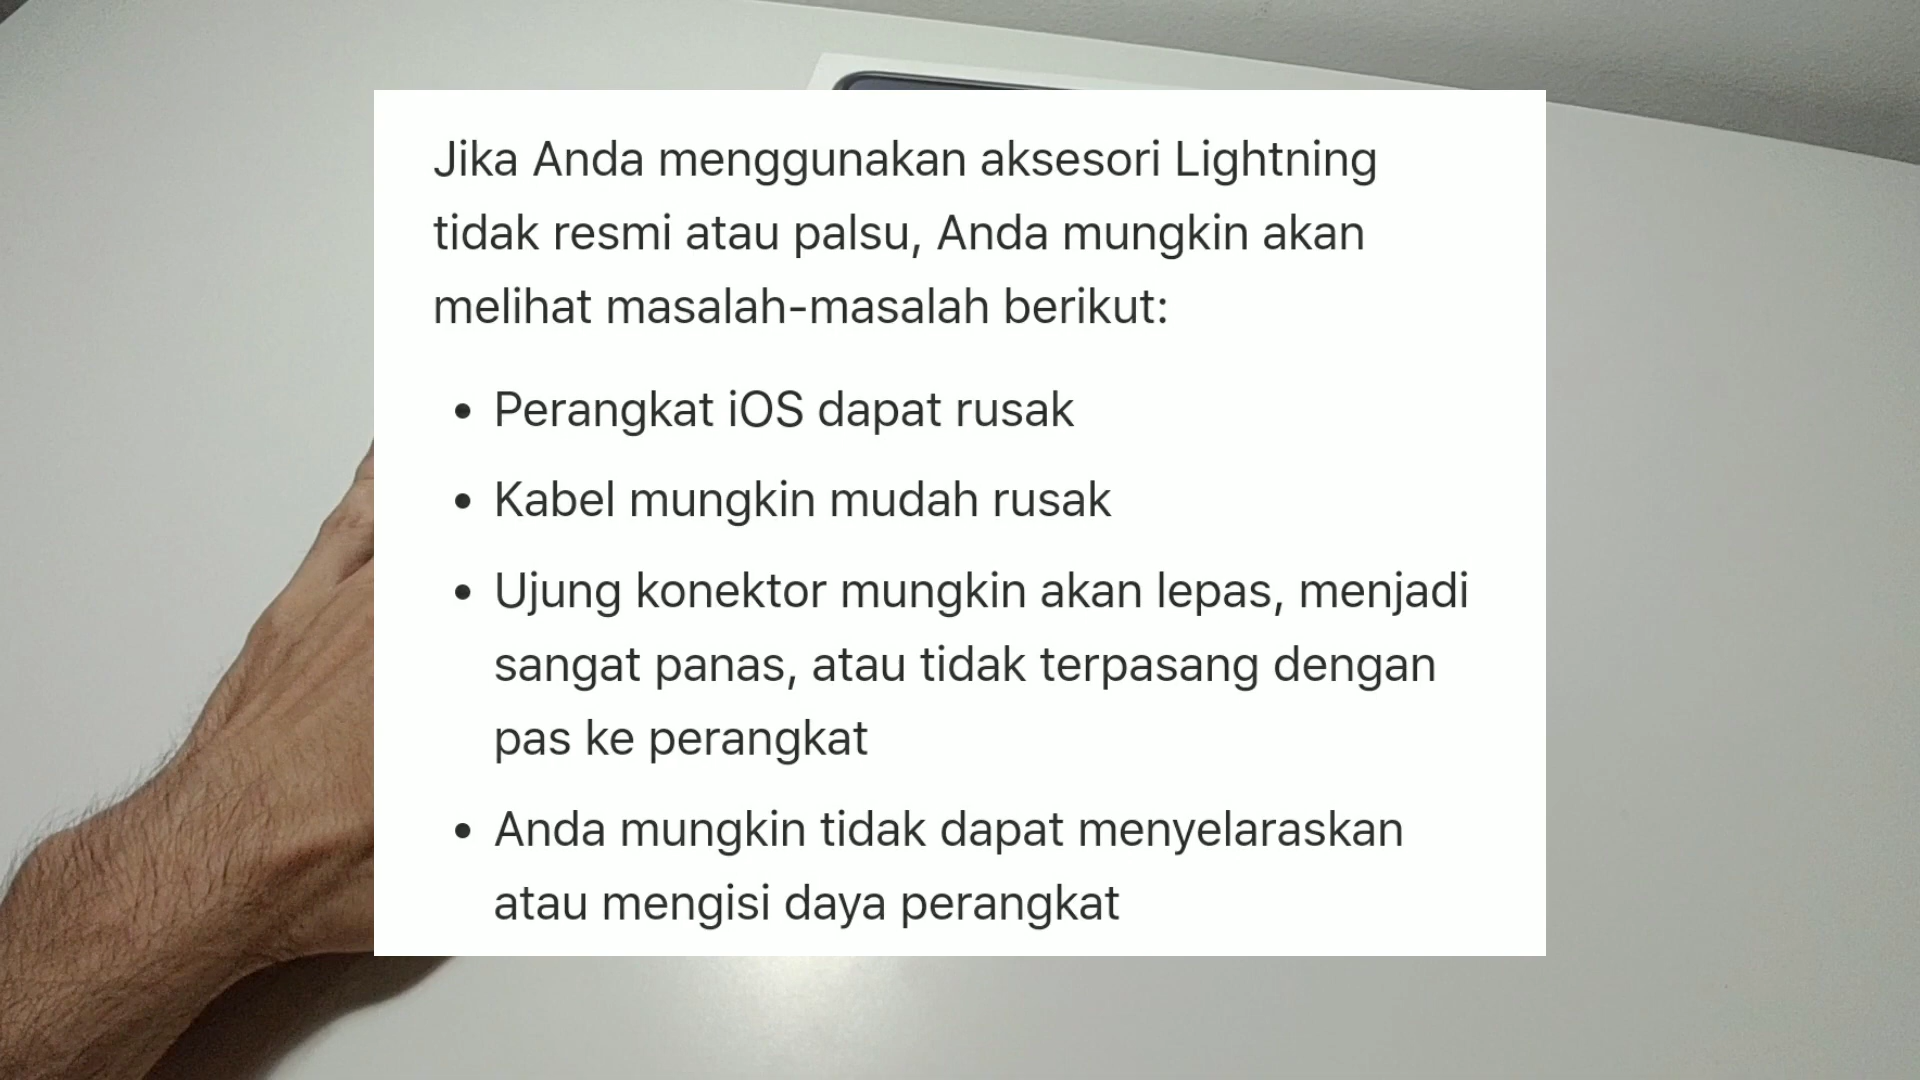 Jika Anda menggunakan aksesori Lightning
tidak resmi atau palsu, Anda mungkin akan
melihat masalah-masalah berikut:
• Perangkat iOS dapat rusak
• Kabel mungkin mudah rusak
• Ujung konektor mungkin akan lepas, menjadi
sangat panas, atau tidak terpasang dengan
pas ke perangkat
• Anda mungkin tidak dapat menyelaraskan
atau mengisi daya perangkat